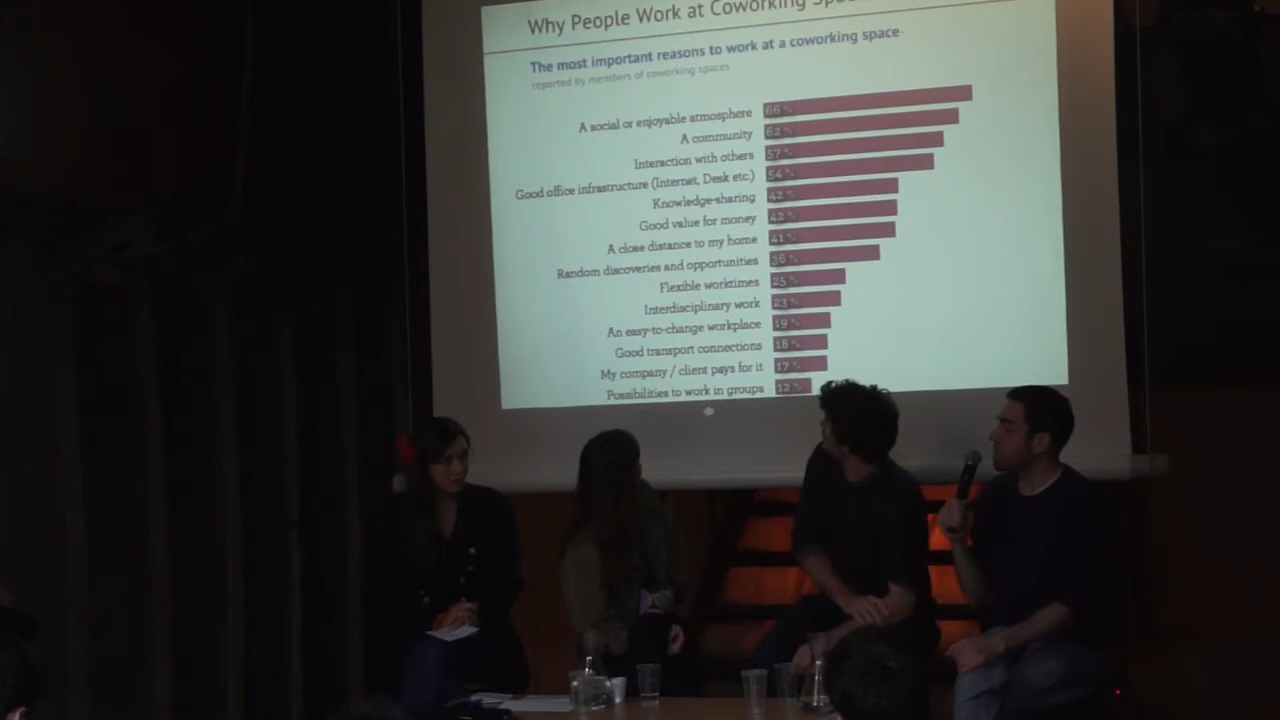 Why People Work at Coworking
The most important reasons to work at a coworking space
reported by members of coworking spaces
A social or enjoyable atmosphere 66 %
A community 62 %
Interaction with others 57 %
Good office infrastructure (Internet, Desk etc.) 54 %
Knowledge-sharing 42 %
Good value for money 42 %
A close distance to my home 41 %
Random discoveries and opportunities 36 %
Flexible worktimes 25 %
Interdisciplinary work 23 %
An easy-to-change workplace 19 %
Good transport connections 18 %
My company / client pays for it 17 %
Possibilities to work in groups 12 %